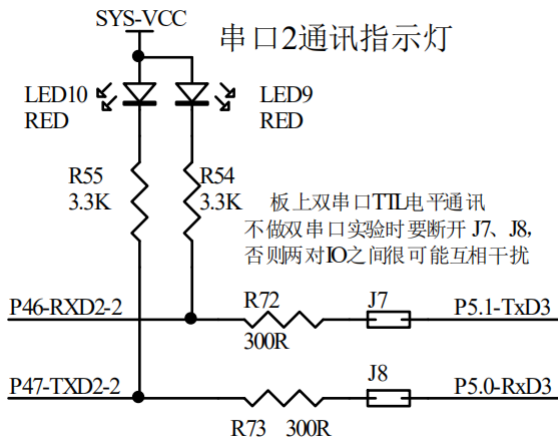 SYS-VCC
串口2通讯指示灯
LED10
RED
LED9
RED
R55
3.3K
R54
3.3K
板上双串口TTL电平通讯
不做双串口实验时要断开 J7、J8,
否则两对IO之间很可能互相干扰
P46-RXD2-2
R72
300R
J7
P5.1-TxD3
P47-TXD2-2
J8
P5.0-RxD3
R73 300R